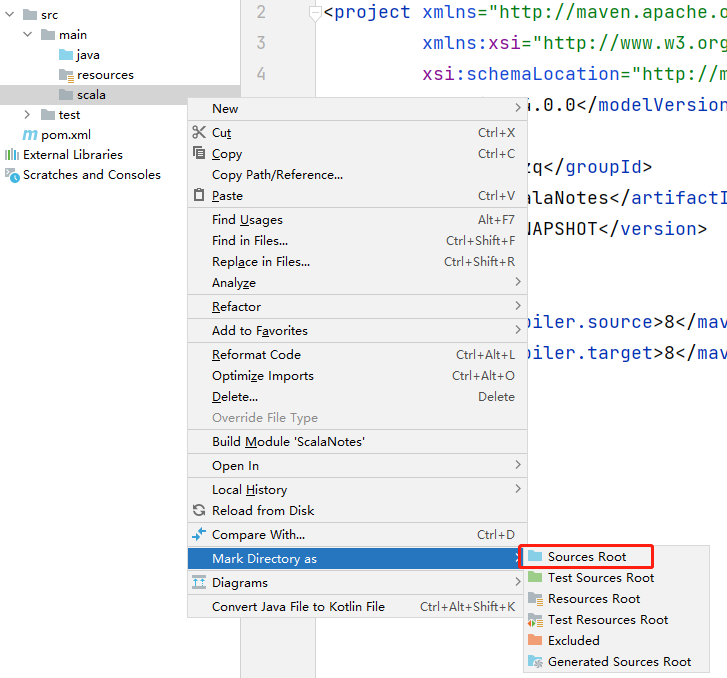 src
main
java
resources
scala
test
pom.xml
External Libraries
Scratches and Consoles
2 <project xmlns="http://maven.apache.o
3 xmlns:xsi="http://www.w3.org
4 xsi:schemaLocation="http://m
.0.0</modelVersion
q</groupId>
alaNotes</artifactI
NAPSHOT</version>
piler.source>8</mav
piler.target>8</mav
New
Cut Ctrl+X
Copy Ctrl+C
Copy Path/Reference...
Paste Ctrl+V
Find Usages Alt+F7
Find in Files... Ctrl+Shift+F
Replace in Files... Ctrl+Shift+R
Analyze
Refactor
Add to Favorites
Reformat Code Ctrl+Alt+L
Optimize Imports Ctrl+Alt+O
Delete... Delete
Override File Type
Build Module 'ScalaNotes'
Open In
Local History
Reload from Disk
Compare With... Ctrl+D
Mark Directory as
Diagrams
Convert Java File to Kotlin File Ctrl+Alt+Shift+K
Sources Root
Test Sources Root
Resources Root
Test Resources Root
Excluded
Generated Sources Root